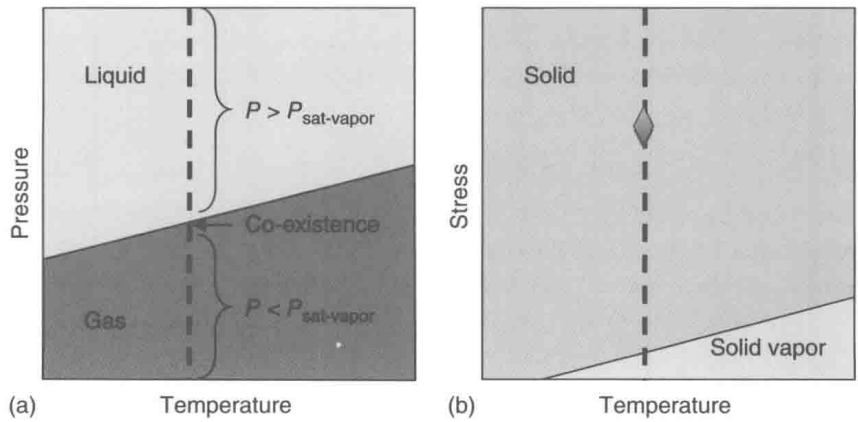 Liquid
P > Psat-vapor
Co-existence
Gas
P < Psat-vapor
Pressure
Temperature
(a)
Solid
Solid vapor
Stress
Temperature
(b)